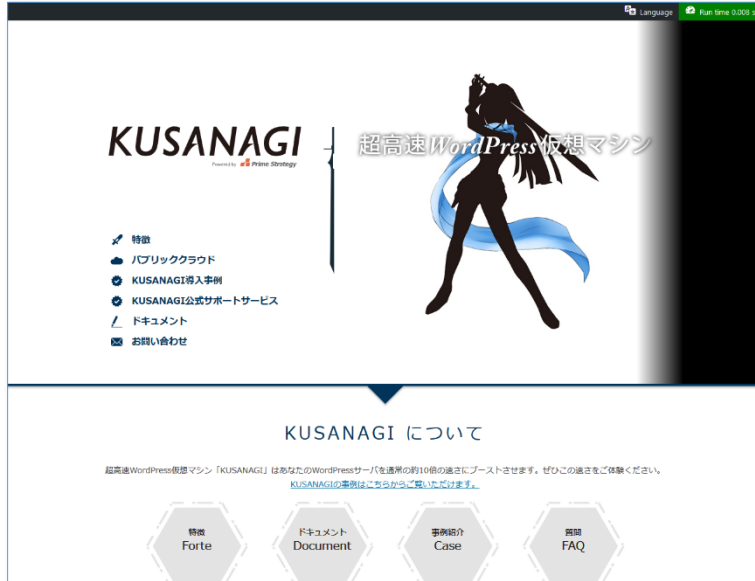 Language
Run time 0.008 s
KUSANAGI
Powered by Prime Strategy
超高速WordPress仮想マシン
特徴
パブリッククラウド
KUSANAGI導入事例
KUSANAGI公式サポートサービス
ドキュメント
お問い合わせ
KUSANAGI について
超高速WordPress仮想マシン「KUSANAGI」はあなたのWordPressサーバを通常の約10倍の速さにブーストさせます。ぜひこの速さをご体験ください。
KUSANAGIの事例はこちらからご覧いただけます。
特徴
Forte
ドキュメント
Document
事例紹介
Case
質問
FAQ